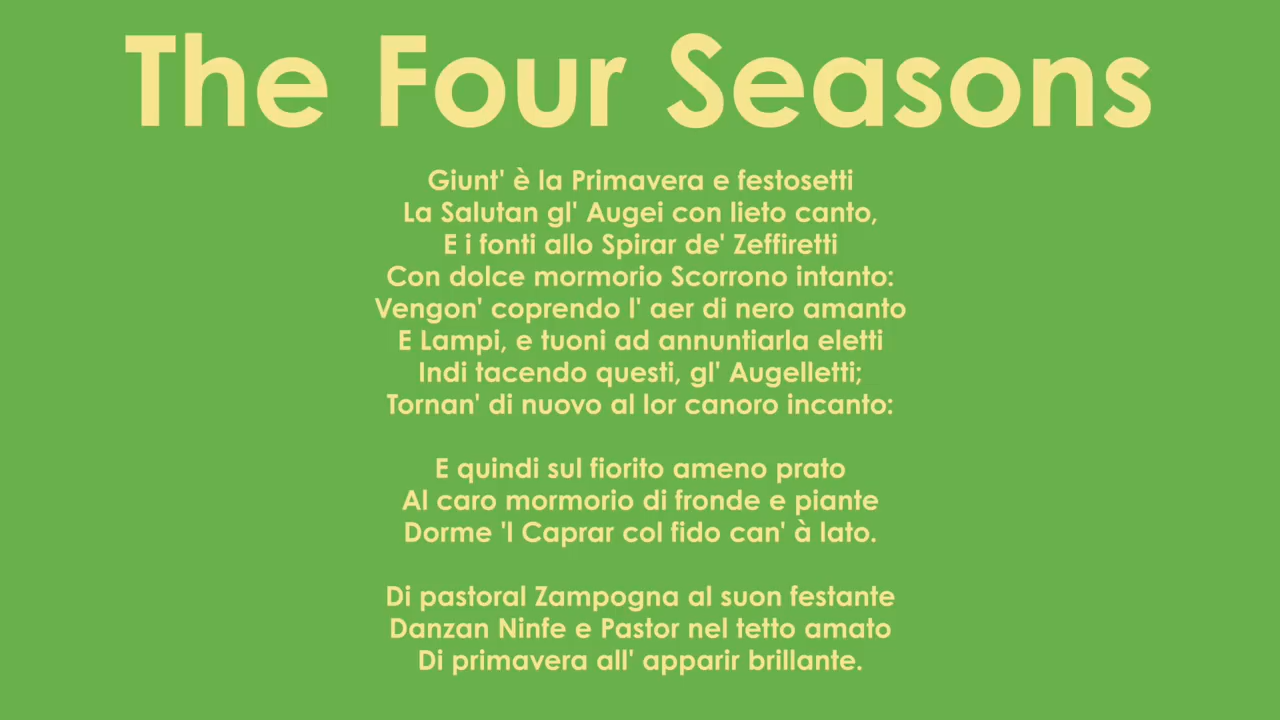 The Four Seasons
Giunt' è la Primavera e festosetti
La Salutan gl' Augei con lieto canto,
E i fonti allo Spirar de' Zeffiretti
Con dolce mormorio Scorrono intanto:
Vengon' coprendo l' aer di nero amanto
E Lampi, e tuoni ad annuntiarla eletti
Indi tacendo questi, gl' Augelletti;
Tornan' di nuovo al lor canoro incanto:
E quindi sul fiorito ameno prato
Al caro mormorio di fronde e piante
Dorme 'l Caprar col fido can' à lato.
Di pastoral Zampogna al suon festante
Danzan Ninfe e Pastor nel tetto amato
Di primavera all' apparir brillante.